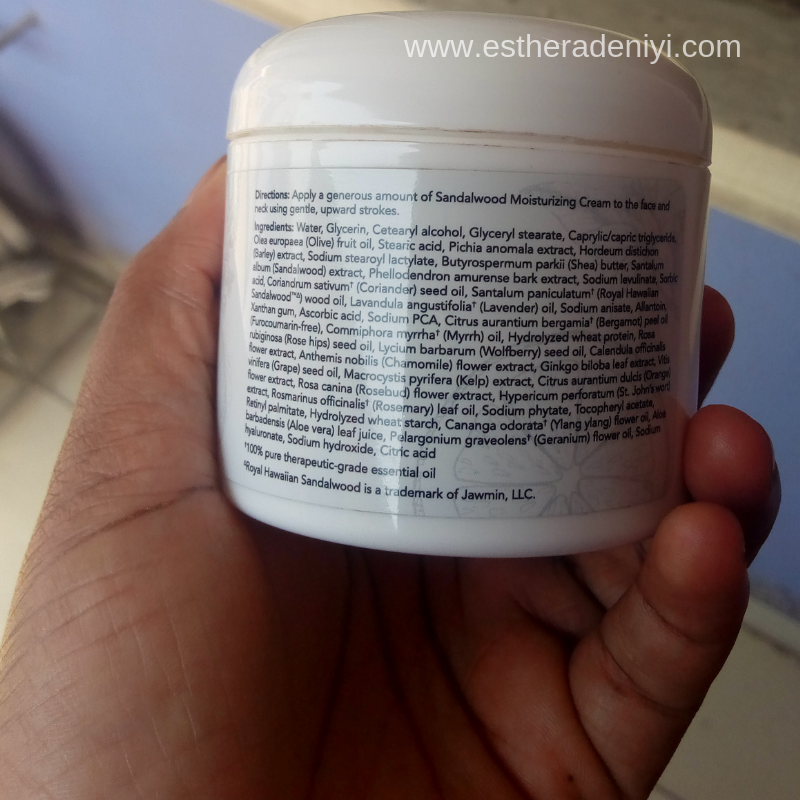 www.estheradeniyi.com
Directions: Apply a generous amount of Sandalwood Moisturizing Cream to the face and
neck using gentle, upward strokes.
Ingredients: Water, Glycerin, Cetearyl alcohol, Glyceryl stearate, Caprylic/capric triglyceride,
Olea europaea (Olive) fruit oil, Stearic acid, Pichia anomala extract, Hordeum distichon
(Barley) extract, Sodium stearoyl lactylate, Butyrospermum parkii (Shea) butter, Santalum
album (Sandalwood) extract, Phellodendron amurense bark extract, Sodium levulinate, Sorbic
acid, Coriandrum sativum† (Coriander) seed oil, Santalum paniculatum† (Royal Hawaiian
Sandalwood™^) wood oil, Lavandula angustifolia† (Lavender) oil, Sodium anisate, Allantoin,
Xanthan gum, Ascorbic acid, Sodium PCA, Citrus aurantium bergamia† (Bergamot) peel oil
(Furocoumarin-free), Commiphora myrrha† (Myrrh) oil, Hydrolyzed wheat protein, Rosa
rubiginosa (Rose hips) seed oil, Lycium barbarum (Wolfberry) seed oil, Calendula officinalis
flower extract, Anthemis nobilis (Chamomile) flower extract, Ginkgo biloba leaf extract, Vitis
vinifera (Grape) seed oil, Macrocystis pyrifera (Kelp) extract, Citrus aurantium dulcis (Orange)
flower extract, Rosa canina (Rosebud) flower extract, Hypericum perforatum (St. John's wort)
extract, Rosmarinus officinalis† (Rosemary) leaf oil, Sodium phytate, Tocopheryl acetate,
Retinyl palmitate, Hydrolyzed wheat starch, Cananga odorata† (Ylang ylang) flower oil, Aloe
barbadensis (Aloe vera) leaf juice, Pelargonium graveolens† (Geranium) flower oil, Sodium
hyaluronate, Sodium hydroxide, Citric acid
†100% pure therapeutic-grade essential oil
^Royal Hawaiian Sandalwood is a trademark of Jawmin, LLC.